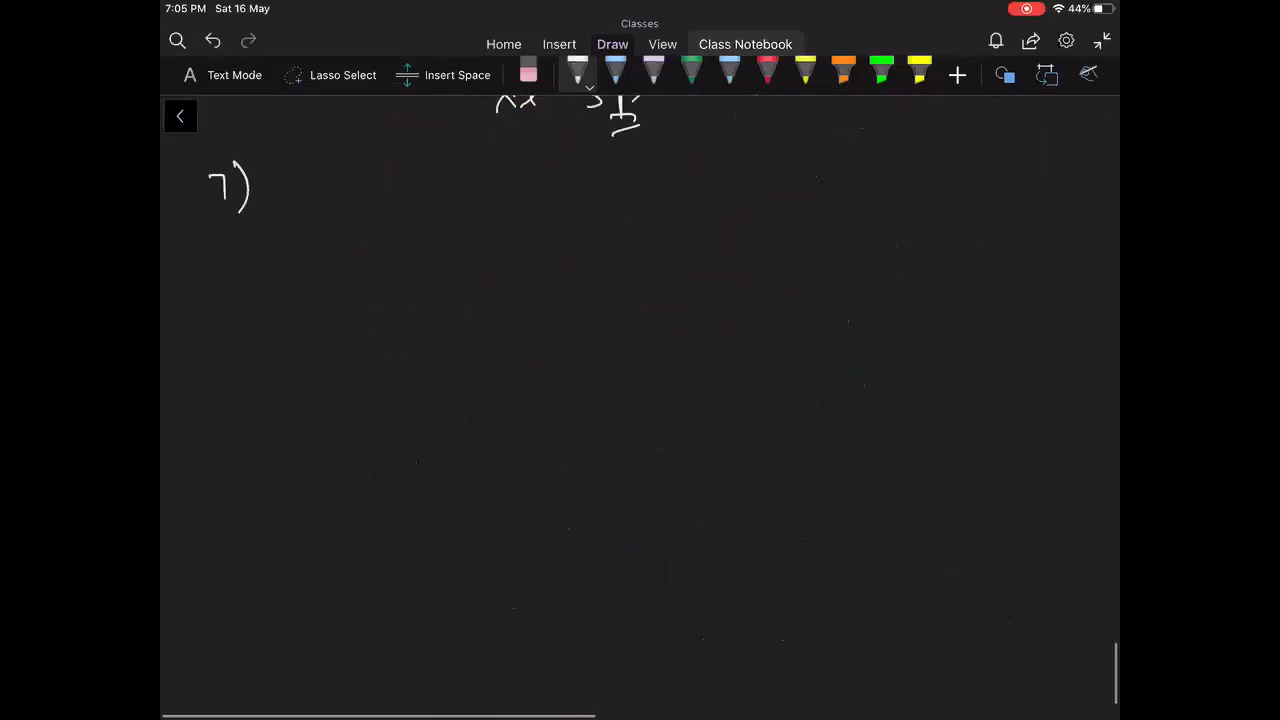 7:05 PM Sat 16 May 44%
Classes
Home Insert Draw View Class Notebook
A Text Mode Lasso Select Insert Space
7)